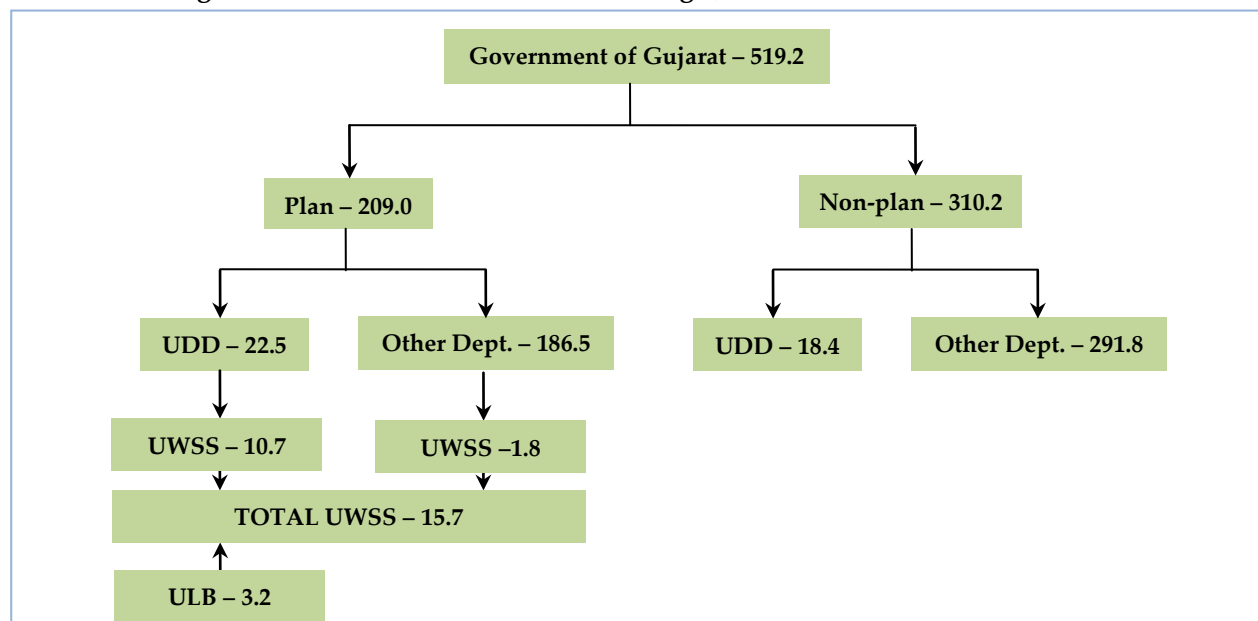 Government of Gujarat – 519.2
Plan – 209.0
Non-plan – 310.2
UDD – 22.5
Other Dept. – 186.5
UDD – 18.4
Other Dept. – 291.8
UWSS – 10.7
UWSS –1.8
TOTAL UWSS – 15.7
ULB – 3.2